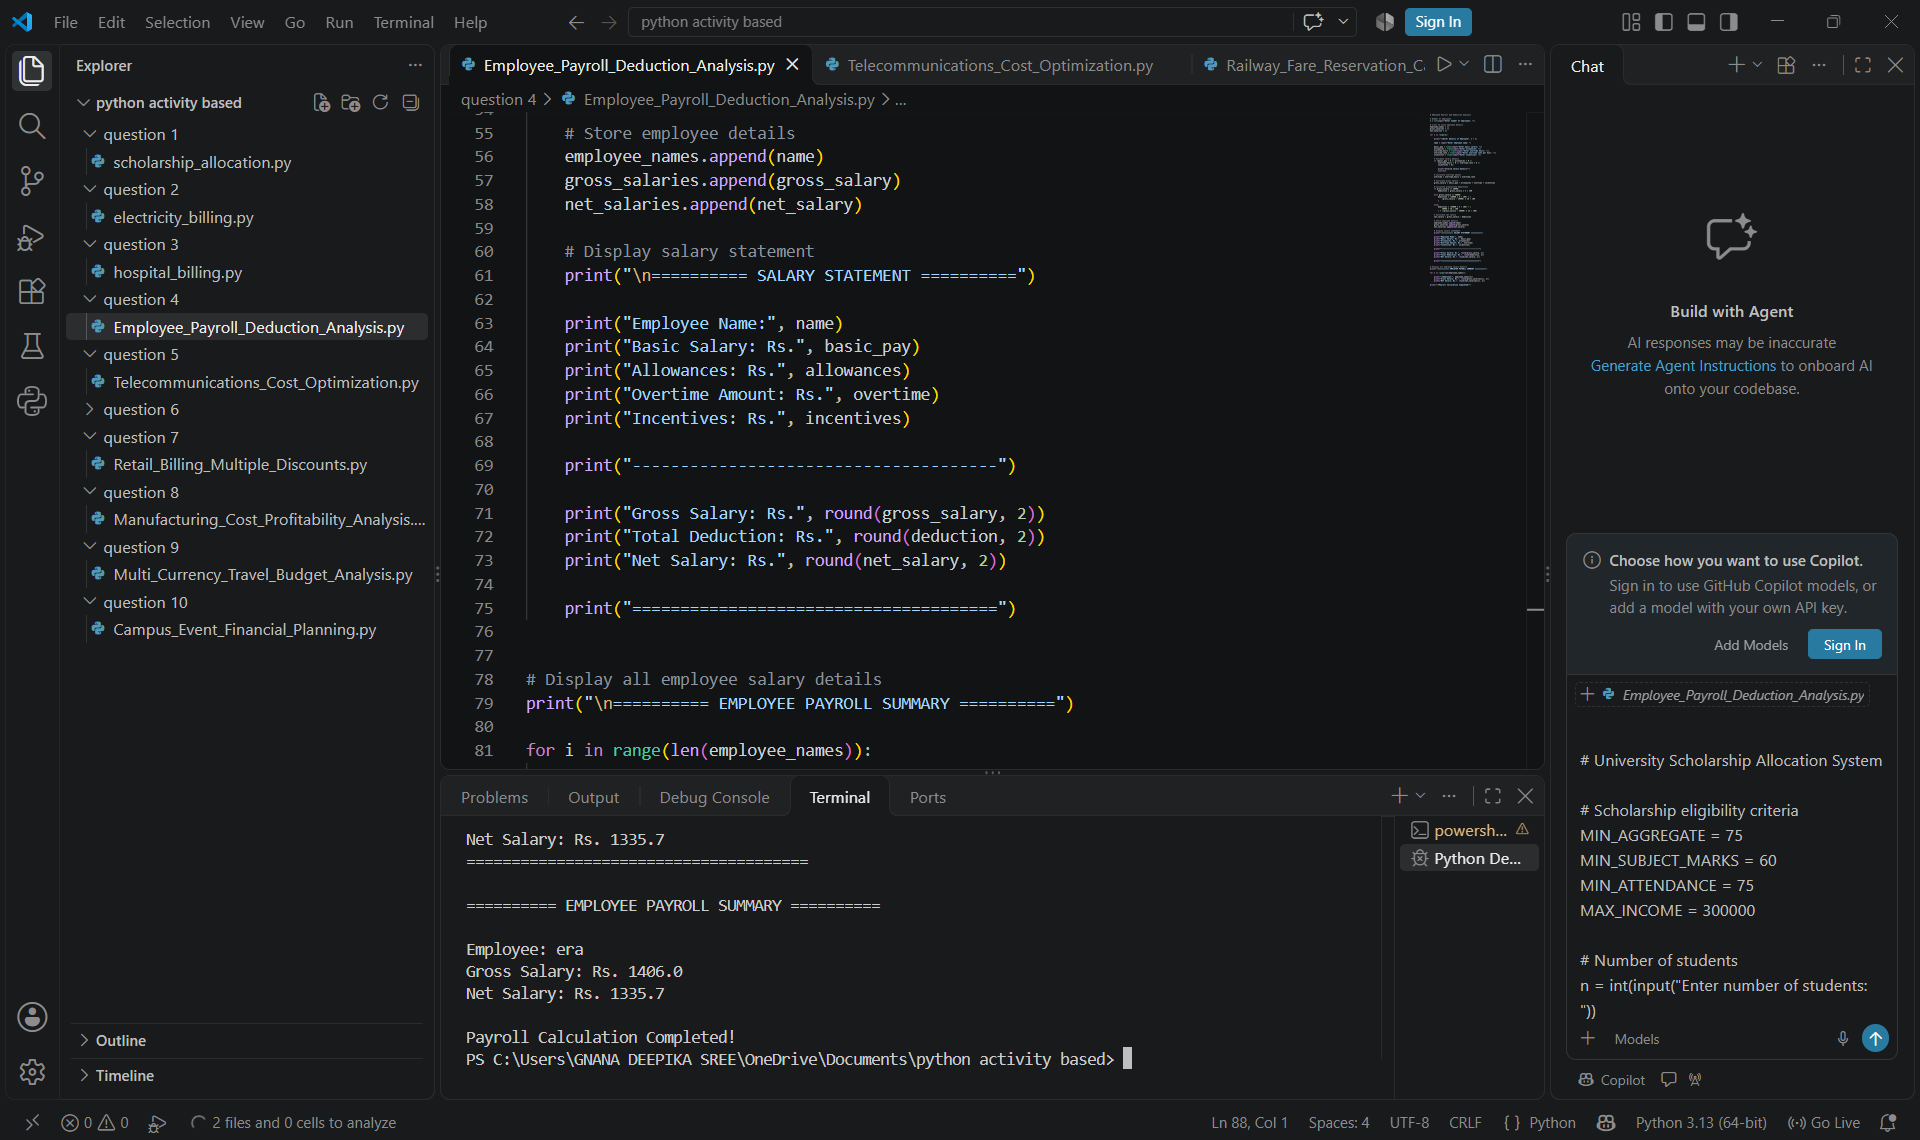 File Edit Selection View Go Run Terminal Help
python activity based
Sign In
Explorer
python activity based
question 1
scholarship_allocation.py
question 2
electricity_billing.py
question 3
hospital_billing.py
question 4
Employee_Payroll_Deduction_Analysis.py
question 5
Telecommunications_Cost_Optimization.py
question 6
question 7
Retail_Billing_Multiple_Discounts.py
question 8
Manufacturing_Cost_Profitability_Analysis....
question 9
Multi_Currency_Travel_Budget_Analysis.py
question 10
Campus_Event_Financial_Planning.py
Outline
Timeline
Employee_Payroll_Deduction_Analysis.py
Telecommunications_Cost_Optimization.py
Railway_Fare_Reservation_C
question 4 > Employee_Payroll_Deduction_Analysis.py > ...
55 # Store employee details
56 employee_names.append(name)
57 gross_salaries.append(gross_salary)
58 net_salaries.append(net_salary)
59
60 # Display salary statement
61 print("\n========== SALARY STATEMENT ==========")
62
63 print("Employee Name:", name)
64 print("Basic Salary: Rs.", basic_pay)
65 print("Allowances: Rs.", allowances)
66 print("Overtime Amount: Rs.", overtime)
67 print("Incentives: Rs.", incentives)
68
69 print("--------------------------------------")
70
71 print("Gross Salary: Rs.", round(gross_salary, 2))
72 print("Total Deduction: Rs.", round(deduction, 2))
73 print("Net Salary: Rs.", round(net_salary, 2))
74
75 print("======================================")
76
77
78 # Display all employee salary details
79 print("\n========== EMPLOYEE PAYROLL SUMMARY ==========")
80
81 for i in range(len(employee_names)):
Problems Output Debug Console Terminal Ports
Net Salary: Rs. 1335.7
======================================
========== EMPLOYEE PAYROLL SUMMARY ==========
Employee: era
Gross Salary: Rs. 1406.0
Net Salary: Rs. 1335.7
Payroll Calculation Completed!
PS C:\Users\GNANA DEEPIKA SREE\OneDrive\Documents\python activity based>
powersh...
Python De...
Chat
Build with Agent
AI responses may be inaccurate
Generate Agent Instructions to onboard AI
onto your codebase.
Choose how you want to use Copilot.
Sign in to use GitHub Copilot models, or
add a model with your own API key.
Add Models Sign In
Employee_Payroll_Deduction_Analysis.py
# University Scholarship Allocation System
# Scholarship eligibility criteria
MIN_AGGREGATE = 75
MIN_SUBJECT_MARKS = 60
MIN_ATTENDANCE = 75
MAX_INCOME = 300000
# Number of students
n = int(input("Enter number of students:
"))
Models
Copilot
0 0
2 files and 0 cells to analyze
Ln 88, Col 1 Spaces: 4 UTF-8 CRLF { } Python Python 3.13 (64-bit) Go Live